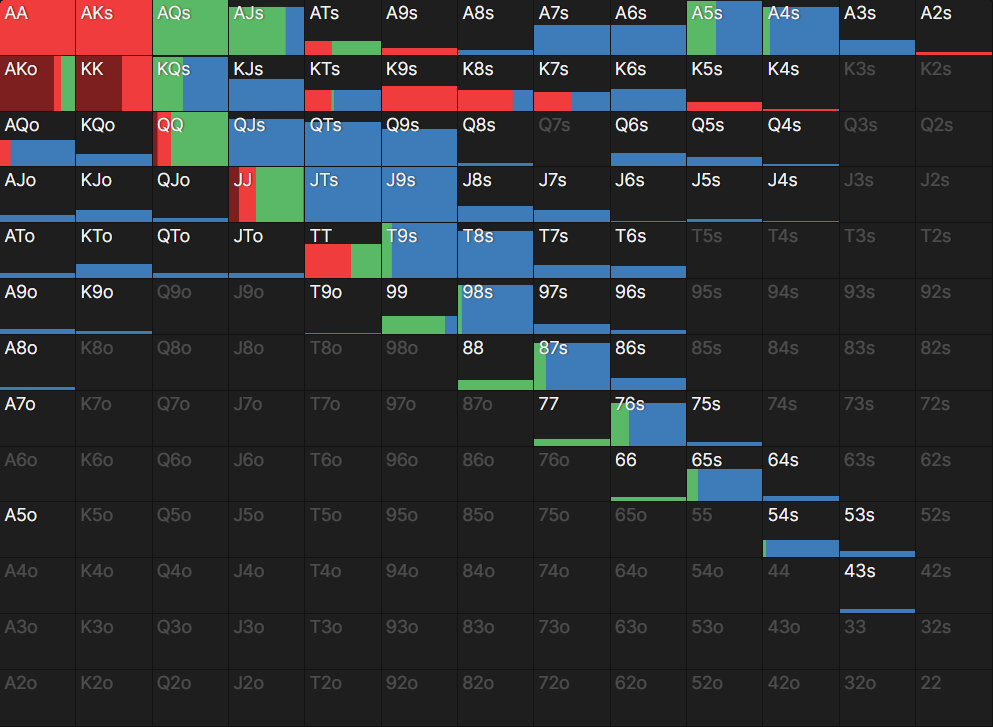 AA AKs AQs AJs ATs A9s A8s A7s A6s A5s A4s A3s A2s
AKo KK KQs KJs KTs K9s K8s K7s K6s K5s K4s K3s K2s
AQo KQo QQ QJs QTs Q9s Q8s Q7s Q6s Q5s Q4s Q3s Q2s
AJo KJo QJo JJ JTs J9s J8s J7s J6s J5s J4s J3s J2s
ATo KTo QTo JTo TT T9s T8s T7s T6s T5s T4s T3s T2s
A9o K9o Q9o J9o T9o 99 98s 97s 96s 95s 94s 93s 92s
A8o K8o Q8o J8o T8o 98o 88 87s 86s 85s 84s 83s 82s
A7o K7o Q7o J7o T7o 97o 87o 77 76s 75s 74s 73s 72s
A6o K6o Q6o J6o T6o 96o 86o 76o 66 65s 64s 63s 62s
A5o K5o Q5o J5o T5o 95o 85o 75o 65o 55 54s 53s 52s
A4o K4o Q4o J4o T4o 94o 84o 74o 64o 54o 44 43s 42s
A3o K3o Q3o J3o T3o 93o 83o 73o 63o 53o 43o 33 32s
A2o K2o Q2o J2o T2o 92o 82o 72o 62o 52o 42o 32o 22